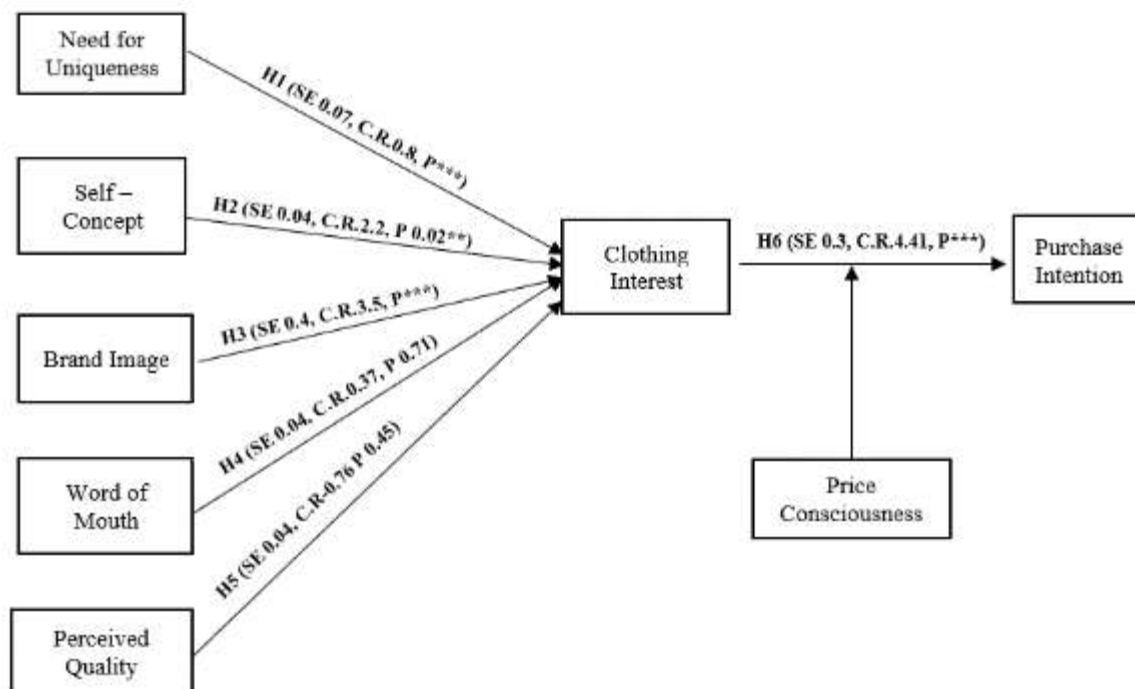 Need for
Uniqueness
H1 (SE 0.07, C.R.0.8, P***)
Self –
Concept
H2 (SE 0.04, C.R.2.2, P 0.02**)
Clothing
Interest
H6 (SE 0.3, C.R.4.41, P***)
Purchase
Intention
Brand Image
H3 (SE 0.4, C.R.3.5, P***)
H4 (SE 0.04, C.R.0.37, P 0.71)
Word of
Mouth
Price
Consciousness
H5 (SE 0.04, C.R-0.76 P 0.45)
Perceived
Quality